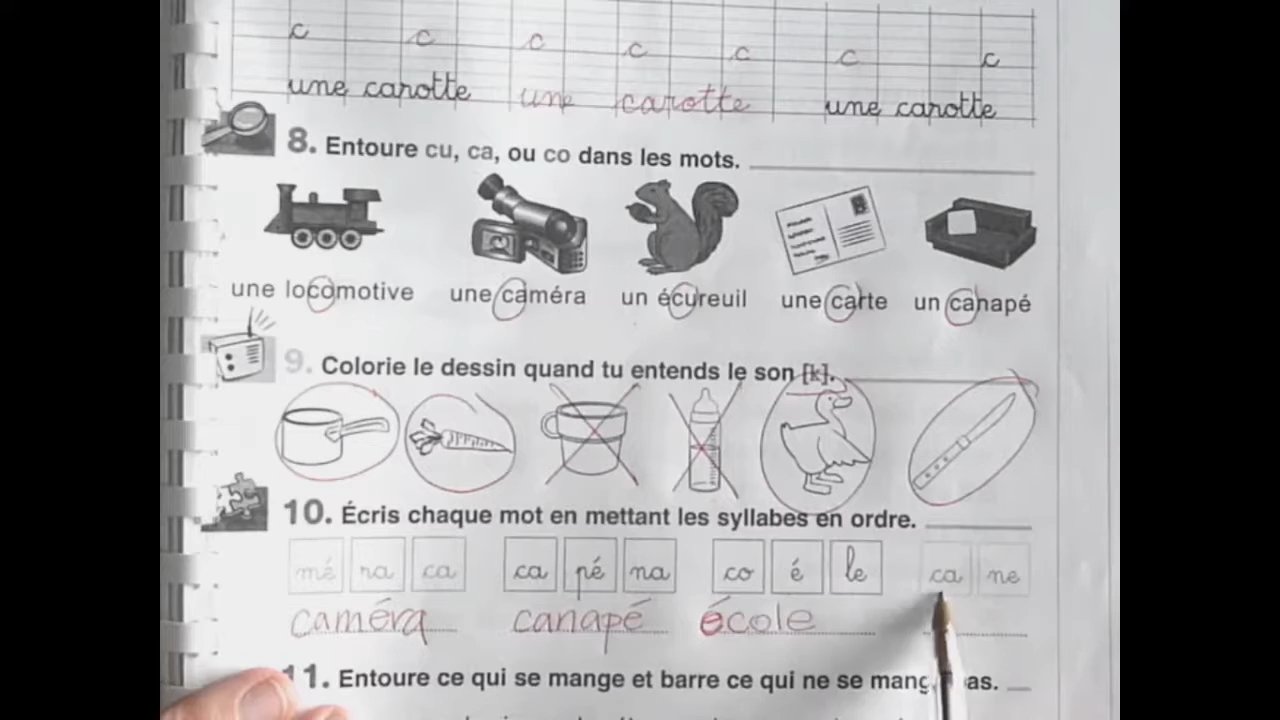 c c c c c c c
une carotte une carotte une carotte
8. Entoure cu, ca, ou co dans les mots.
une locomotive une caméra un écureuil une carte un canapé
9. Colorie le dessin quand tu entends le son [k].
10. Écris chaque mot en mettant les syllabes en ordre.
mé ra ca ca pé na co é le ca ne
caméra canapé école
11. Entoure ce qui se mange et barre ce qui ne se